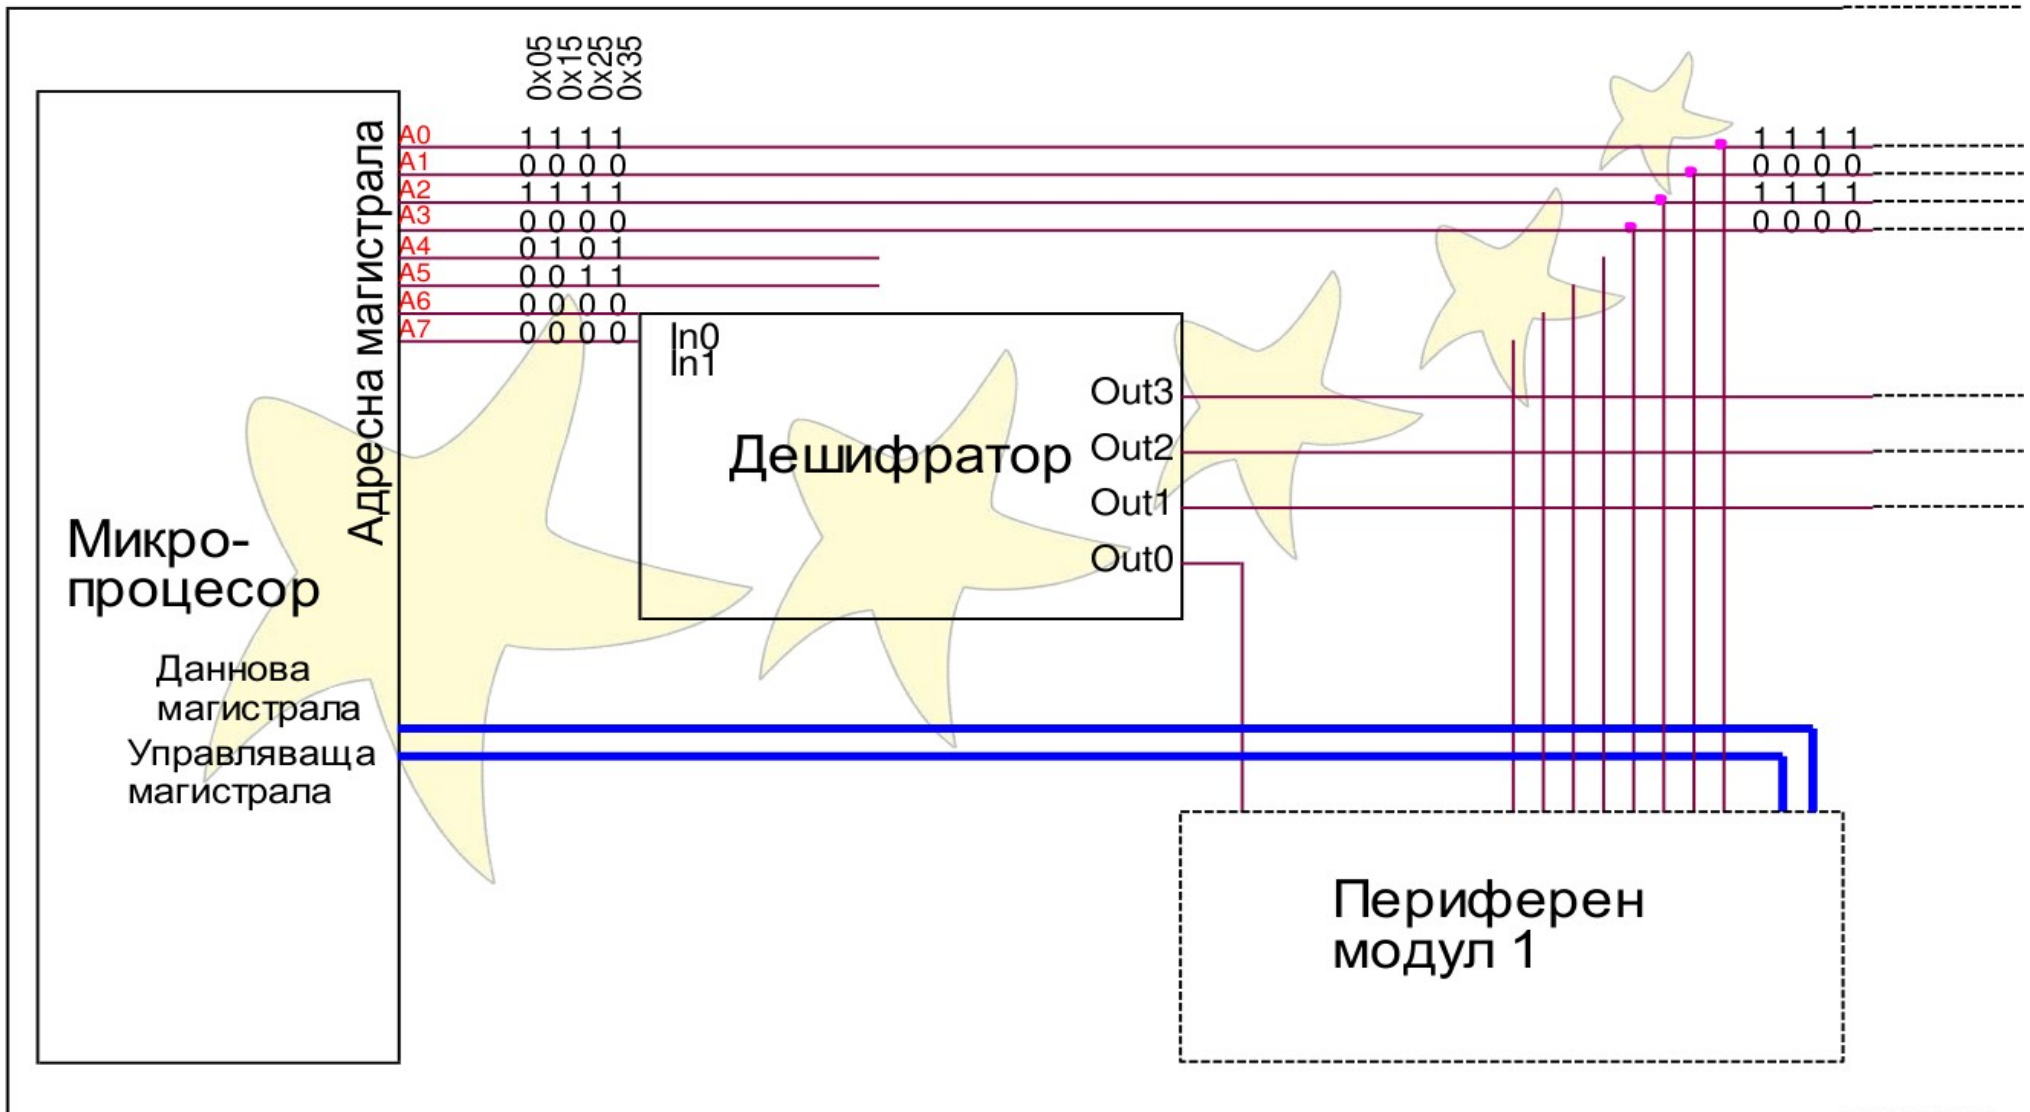 0x05
0x15
0x25
0x35
Адресна магистрала
A0 1 1 1 1 1 1 1 1
A1 0 0 0 0 0 0 0 0
A2 1 1 1 1 1 1 1 1
A3 0 0 0 0 0 0 0 0
A4 0 1 0 1
A5 0 0 1 1
A6 0 0 0 0
A7 0 0 0 0
In0
In1
Out3
Out2
Out1
Out0
Дешифратор
Микро-
процесор
Даннова
магистрала
Управляваща
магистрала
Периферен
модул 1